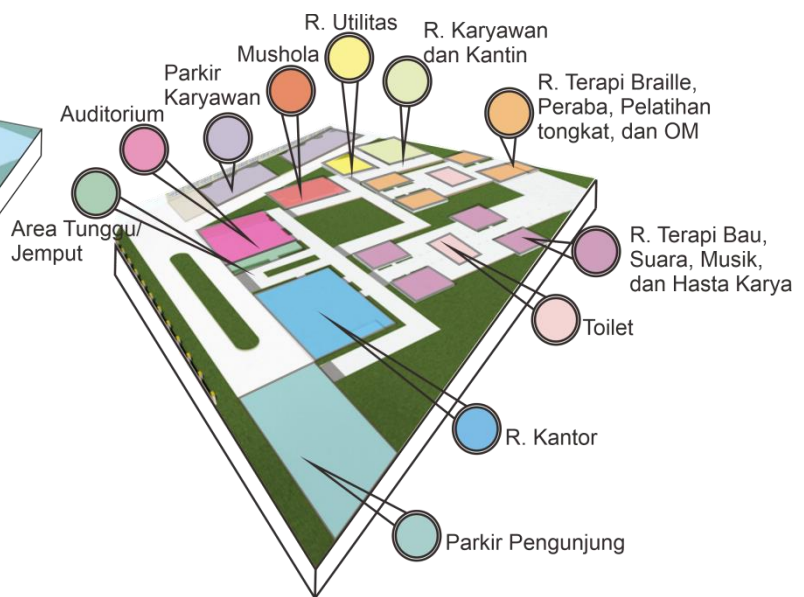 R. Utilitas
Mushola
R. Karyawan
dan Kantin
Parkir
Karyawan
R. Terapi Braille,
Peraba, Pelatihan
tongkat, dan OM
Auditorium
Area Tunggu/
Jemput
R. Terapi Bau,
Suara, Musik,
dan Hasta Karya
Toilet
R. Kantor
Parkir Pengunjung